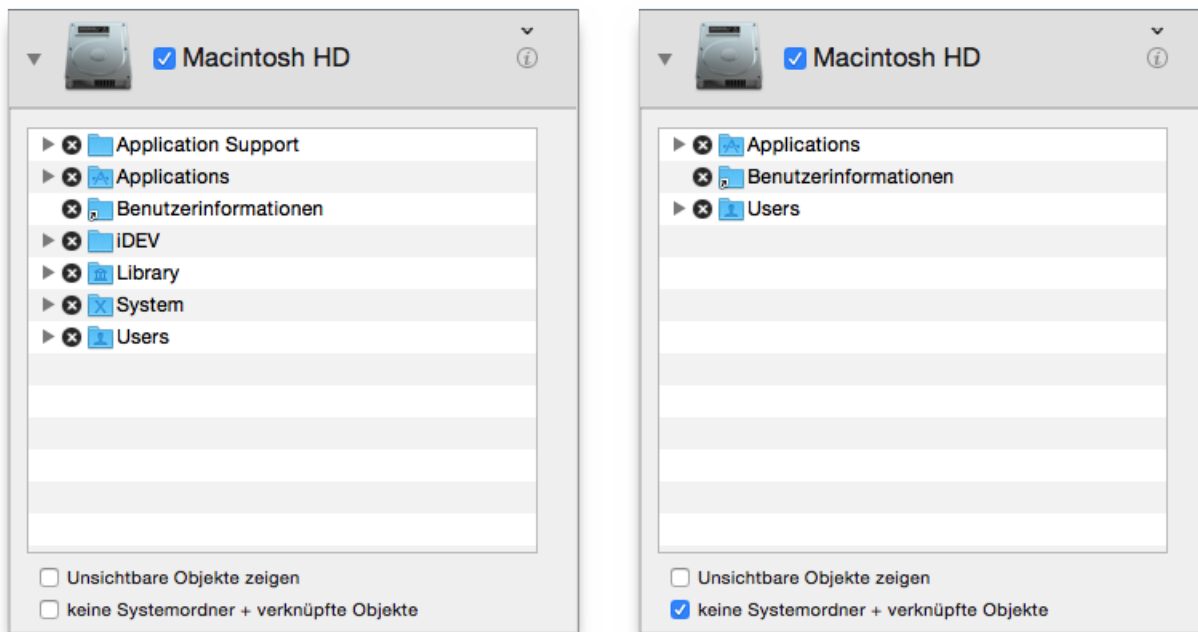 Macintosh HD
Application Support
Applications
Benutzerinformationen
iDEV
Library
System
Users
Unsichtbare Objekte zeigen
keine Systemordner + verknüpfte Objekte
Macintosh HD
Applications
Benutzerinformationen
Users
Unsichtbare Objekte zeigen
keine Systemordner + verknüpfte Objekte